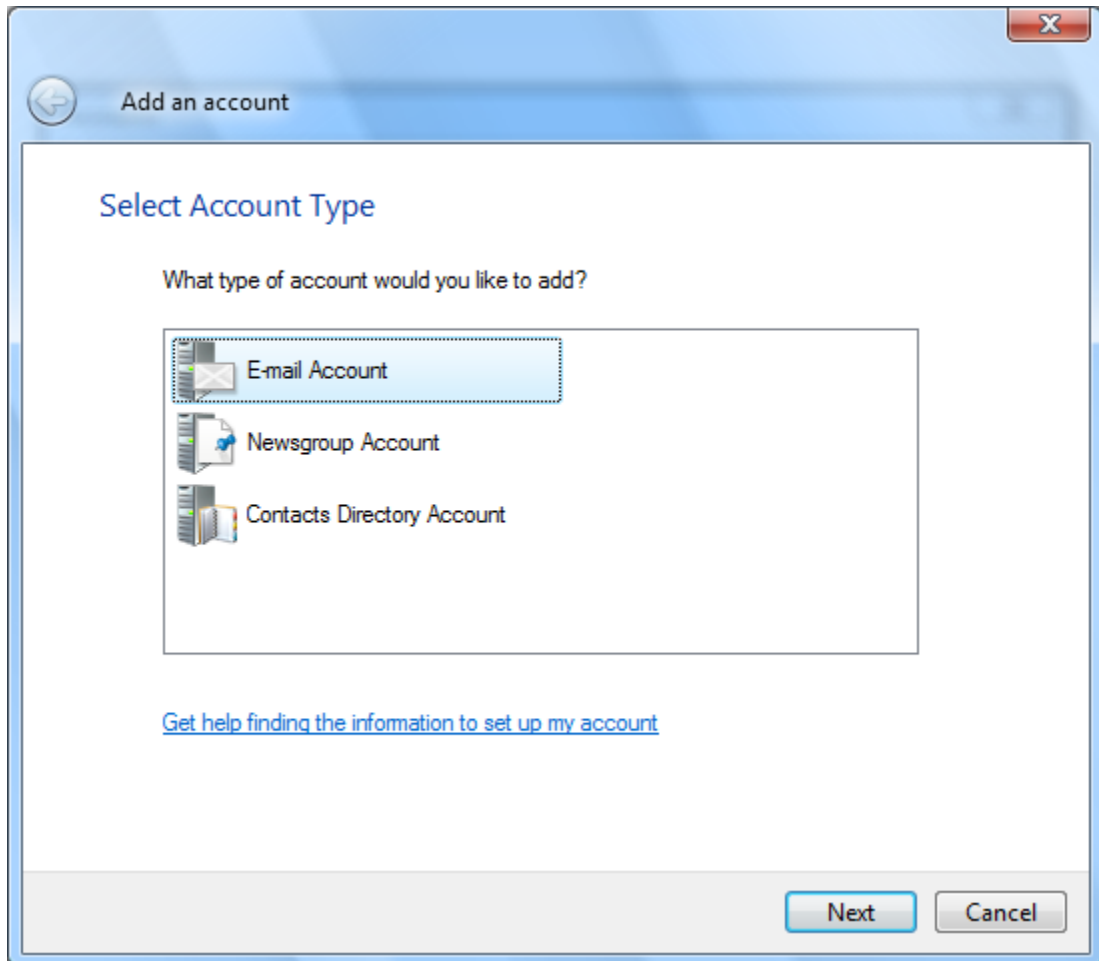 Add an account
Select Account Type
What type of account would you like to add?
E-mail Account
Newsgroup Account
Contacts Directory Account
Get help finding the information to set up my account
Next
Cancel